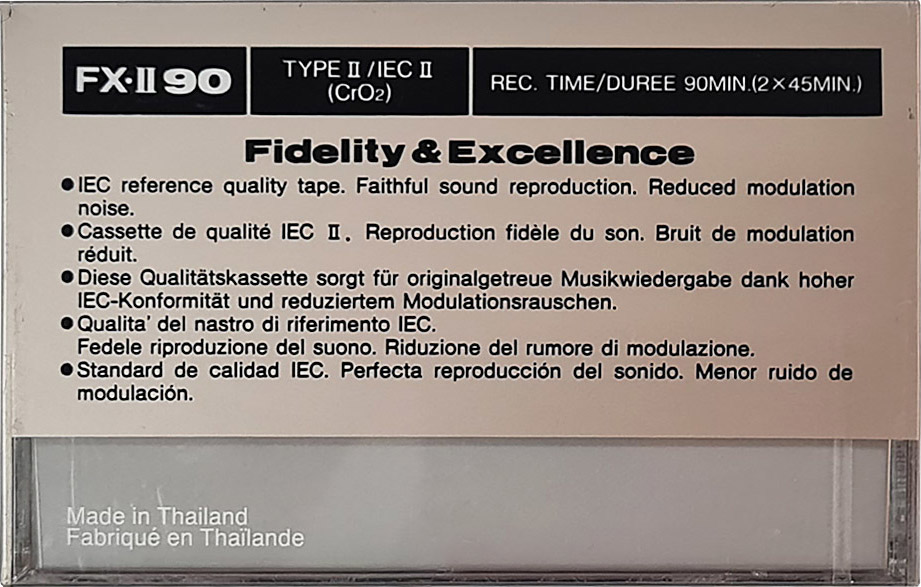 FX·II 90
TYPE II/IEC II
(CrO2)
REC. TIME/DUREE 90MIN.(2×45MIN.)
Fidelity & Excellence
●IEC reference quality tape. Faithful sound reproduction. Reduced modulation
noise.
●Cassette de qualité IEC II. Reproduction fidèle du son. Bruit de modulation
réduit.
●Diese Qualitätskassette sorgt für originalgetreue Musikwiedergabe dank hoher
IEC-Konformität und reduziertem Modulationsrauschen.
●Qualita' del nastro di riferimento IEC.
Fedele riproduzione del suono. Riduzione del rumore di modulazione.
●Standard de calidad IEC. Perfecta reproducción del sonido. Menor ruido de
modulación.
Made in Thailand
Fabriqué en Thaïlande